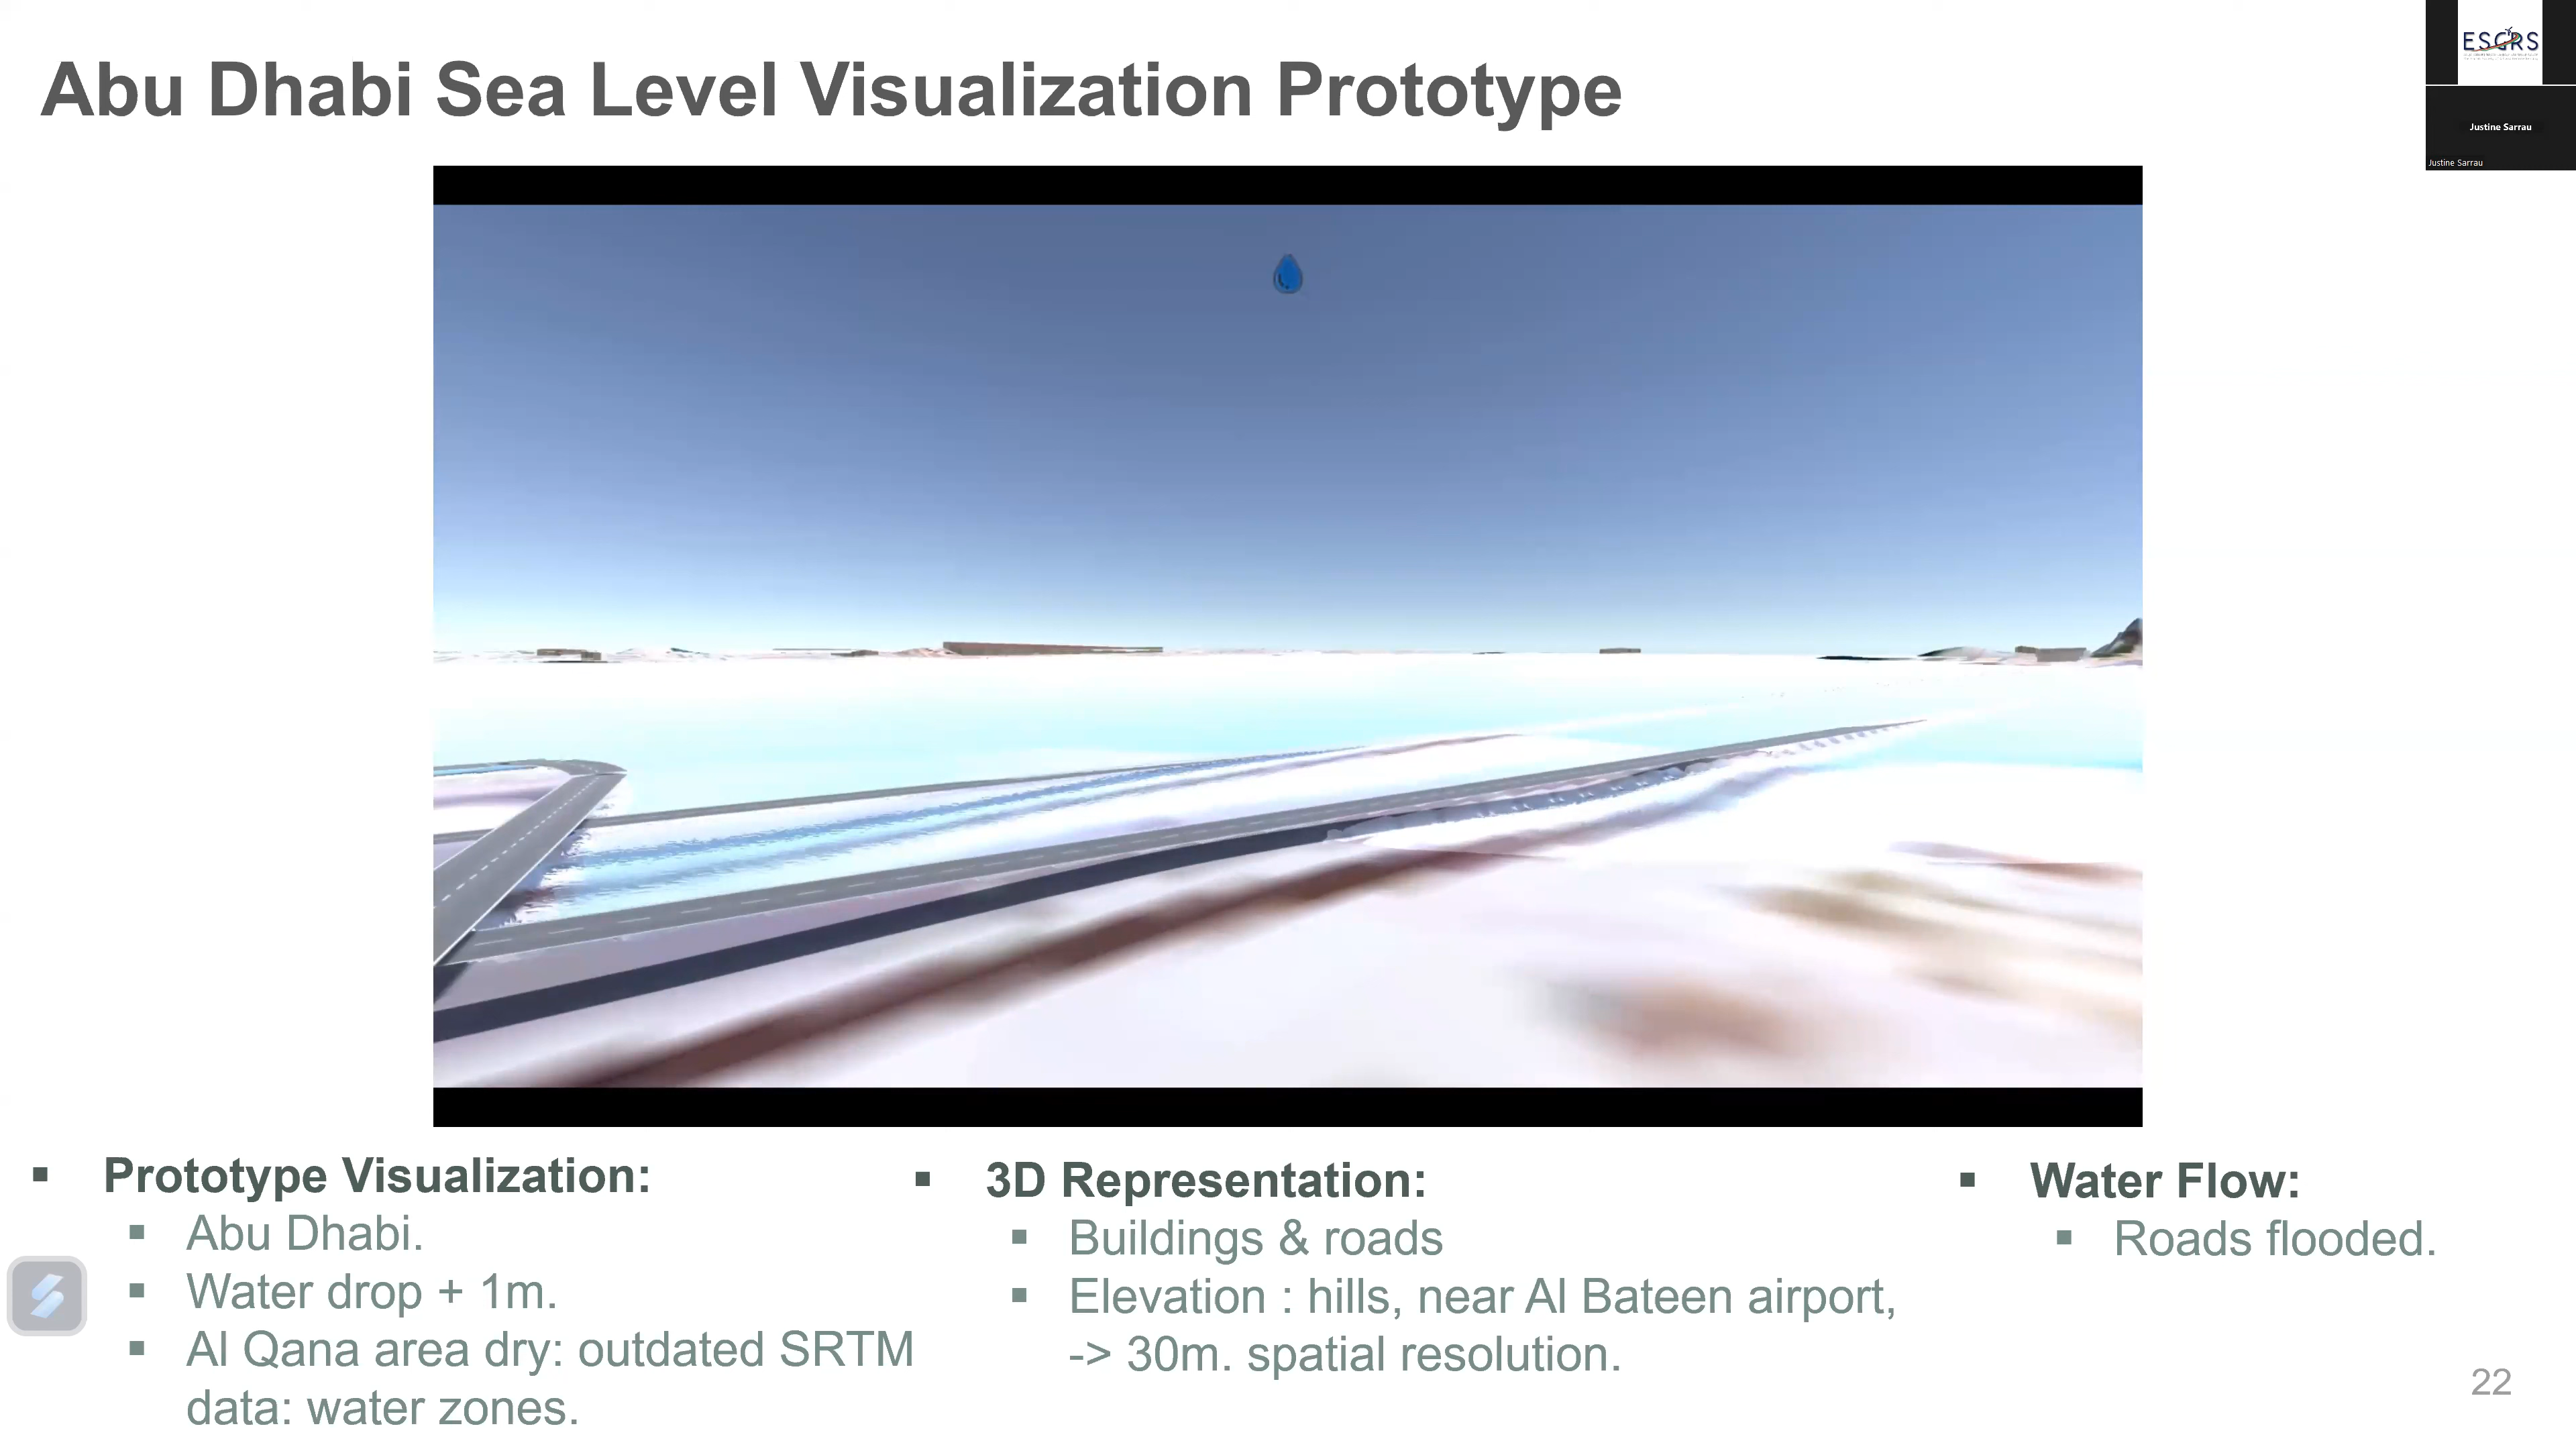 Abu Dhabi Sea Level Visualization Prototype
ESGRS
Justine Sarrau
Justine Sarrau
▪ Prototype Visualization:
▪ Abu Dhabi.
▪ Water drop + 1m.
▪ Al Qana area dry: outdated SRTM
data: water zones.
▪ 3D Representation:
▪ Buildings & roads
▪ Elevation : hills, near Al Bateen airport,
-> 30m. spatial resolution.
▪ Water Flow:
▪ Roads flooded.
22